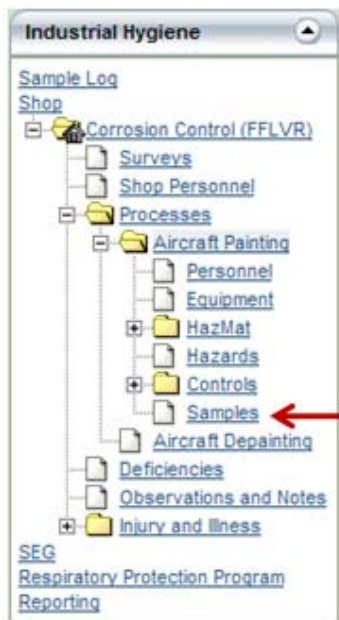 Industrial Hygiene
Sample Log
Shop
Corrosion Control (FFLVR)
Surveys
Shop Personnel
Processes
Aircraft Painting
Personnel
Equipment
HazMat
Hazards
Controls
Samples
Aircraft Depainting
Deficiencies
Observations and Notes
Injury and Illness
SEG
Respiratory Protection Program
Reporting